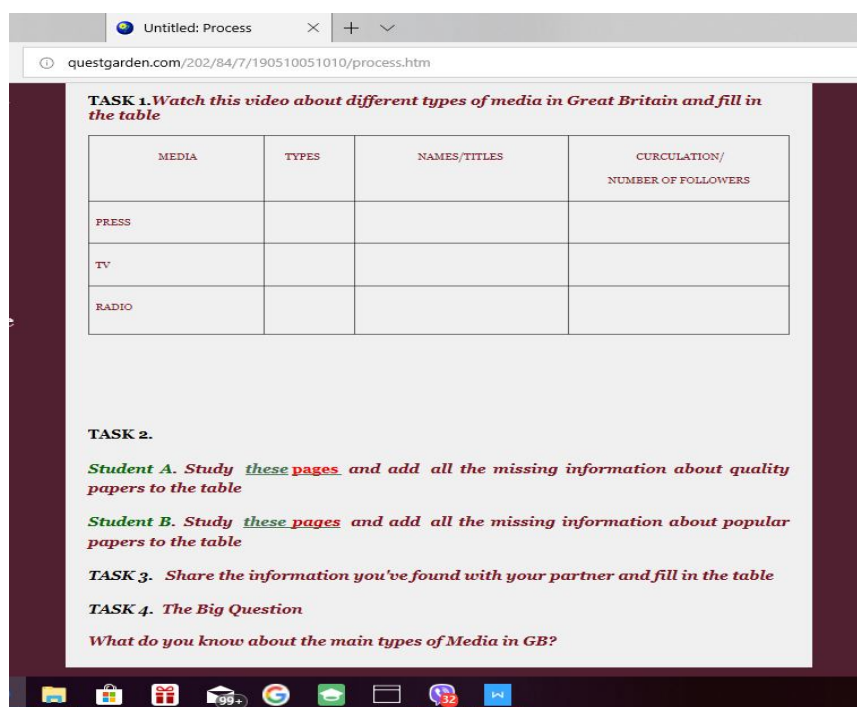 Untitled: Process
questgarden.com/202/84/7/190510051010/process.htm
TASK 1.Watch this video about different types of media in Great Britain and fill in
the table
MEDIA TYPES NAMES/TITLES CURCULATION/
NUMBER OF FOLLOWERS
PRESS
TV
RADIO
TASK 2.
Student A. Study these pages and add all the missing information about quality
papers to the table
Student B. Study these pages and add all the missing information about popular
papers to the table
TASK 3. Share the information you've found with your partner and fill in the table
TASK 4. The Big Question
What do you know about the main types of Media in GB?
99+
32